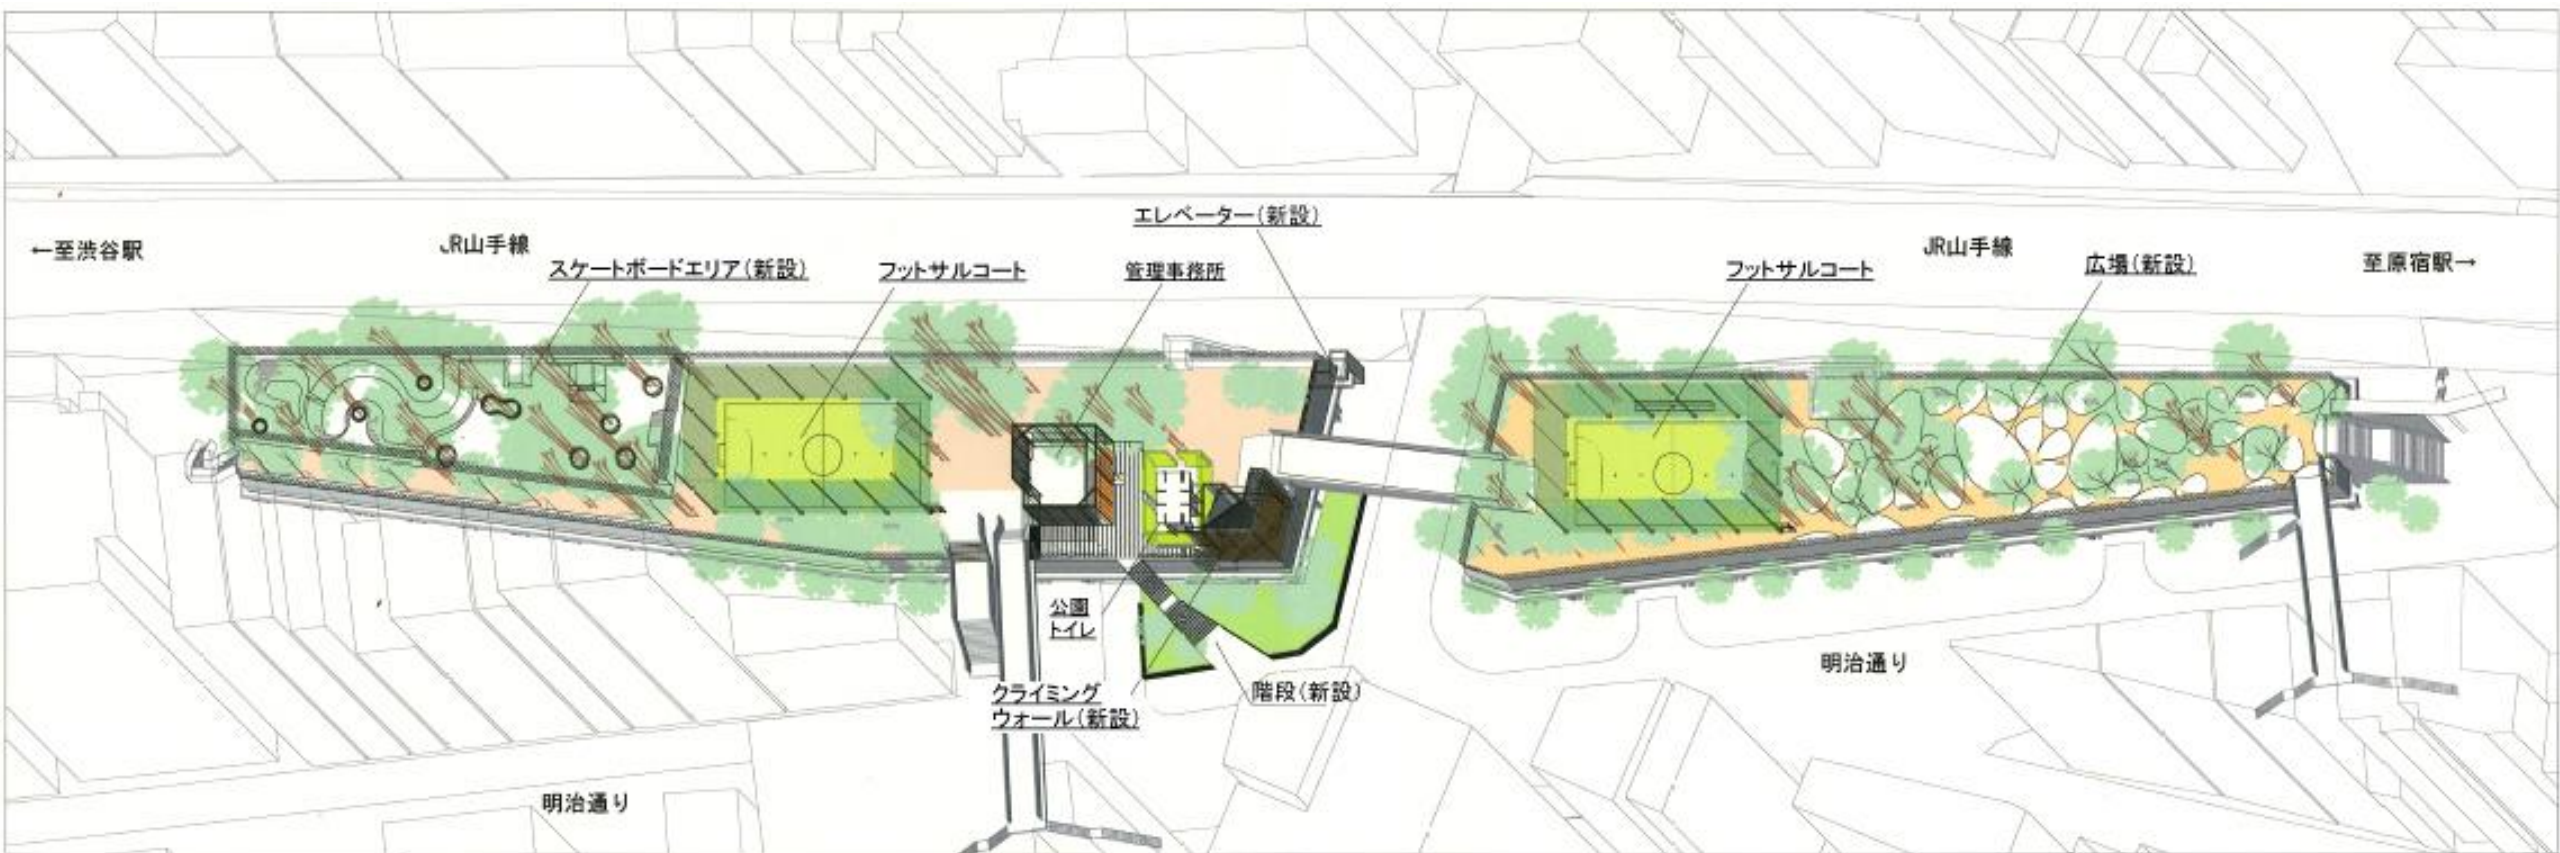 エレベーター(新設)
←至渋谷駅
JR山手線
スケートボードエリア(新設)
フットサルコート
管理事務所
フットサルコート
JR山手線
広場(新設)
至原宿駅→
公園
トイレ
クライミング
ウォール(新設)
階段(新設)
明治通り
明治通り